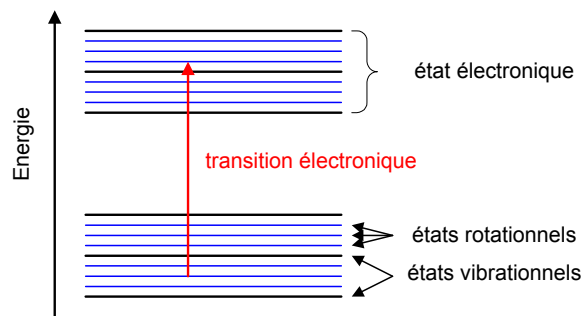 Energie
état électronique
transition électronique
états rotationnels
états vibrationnels